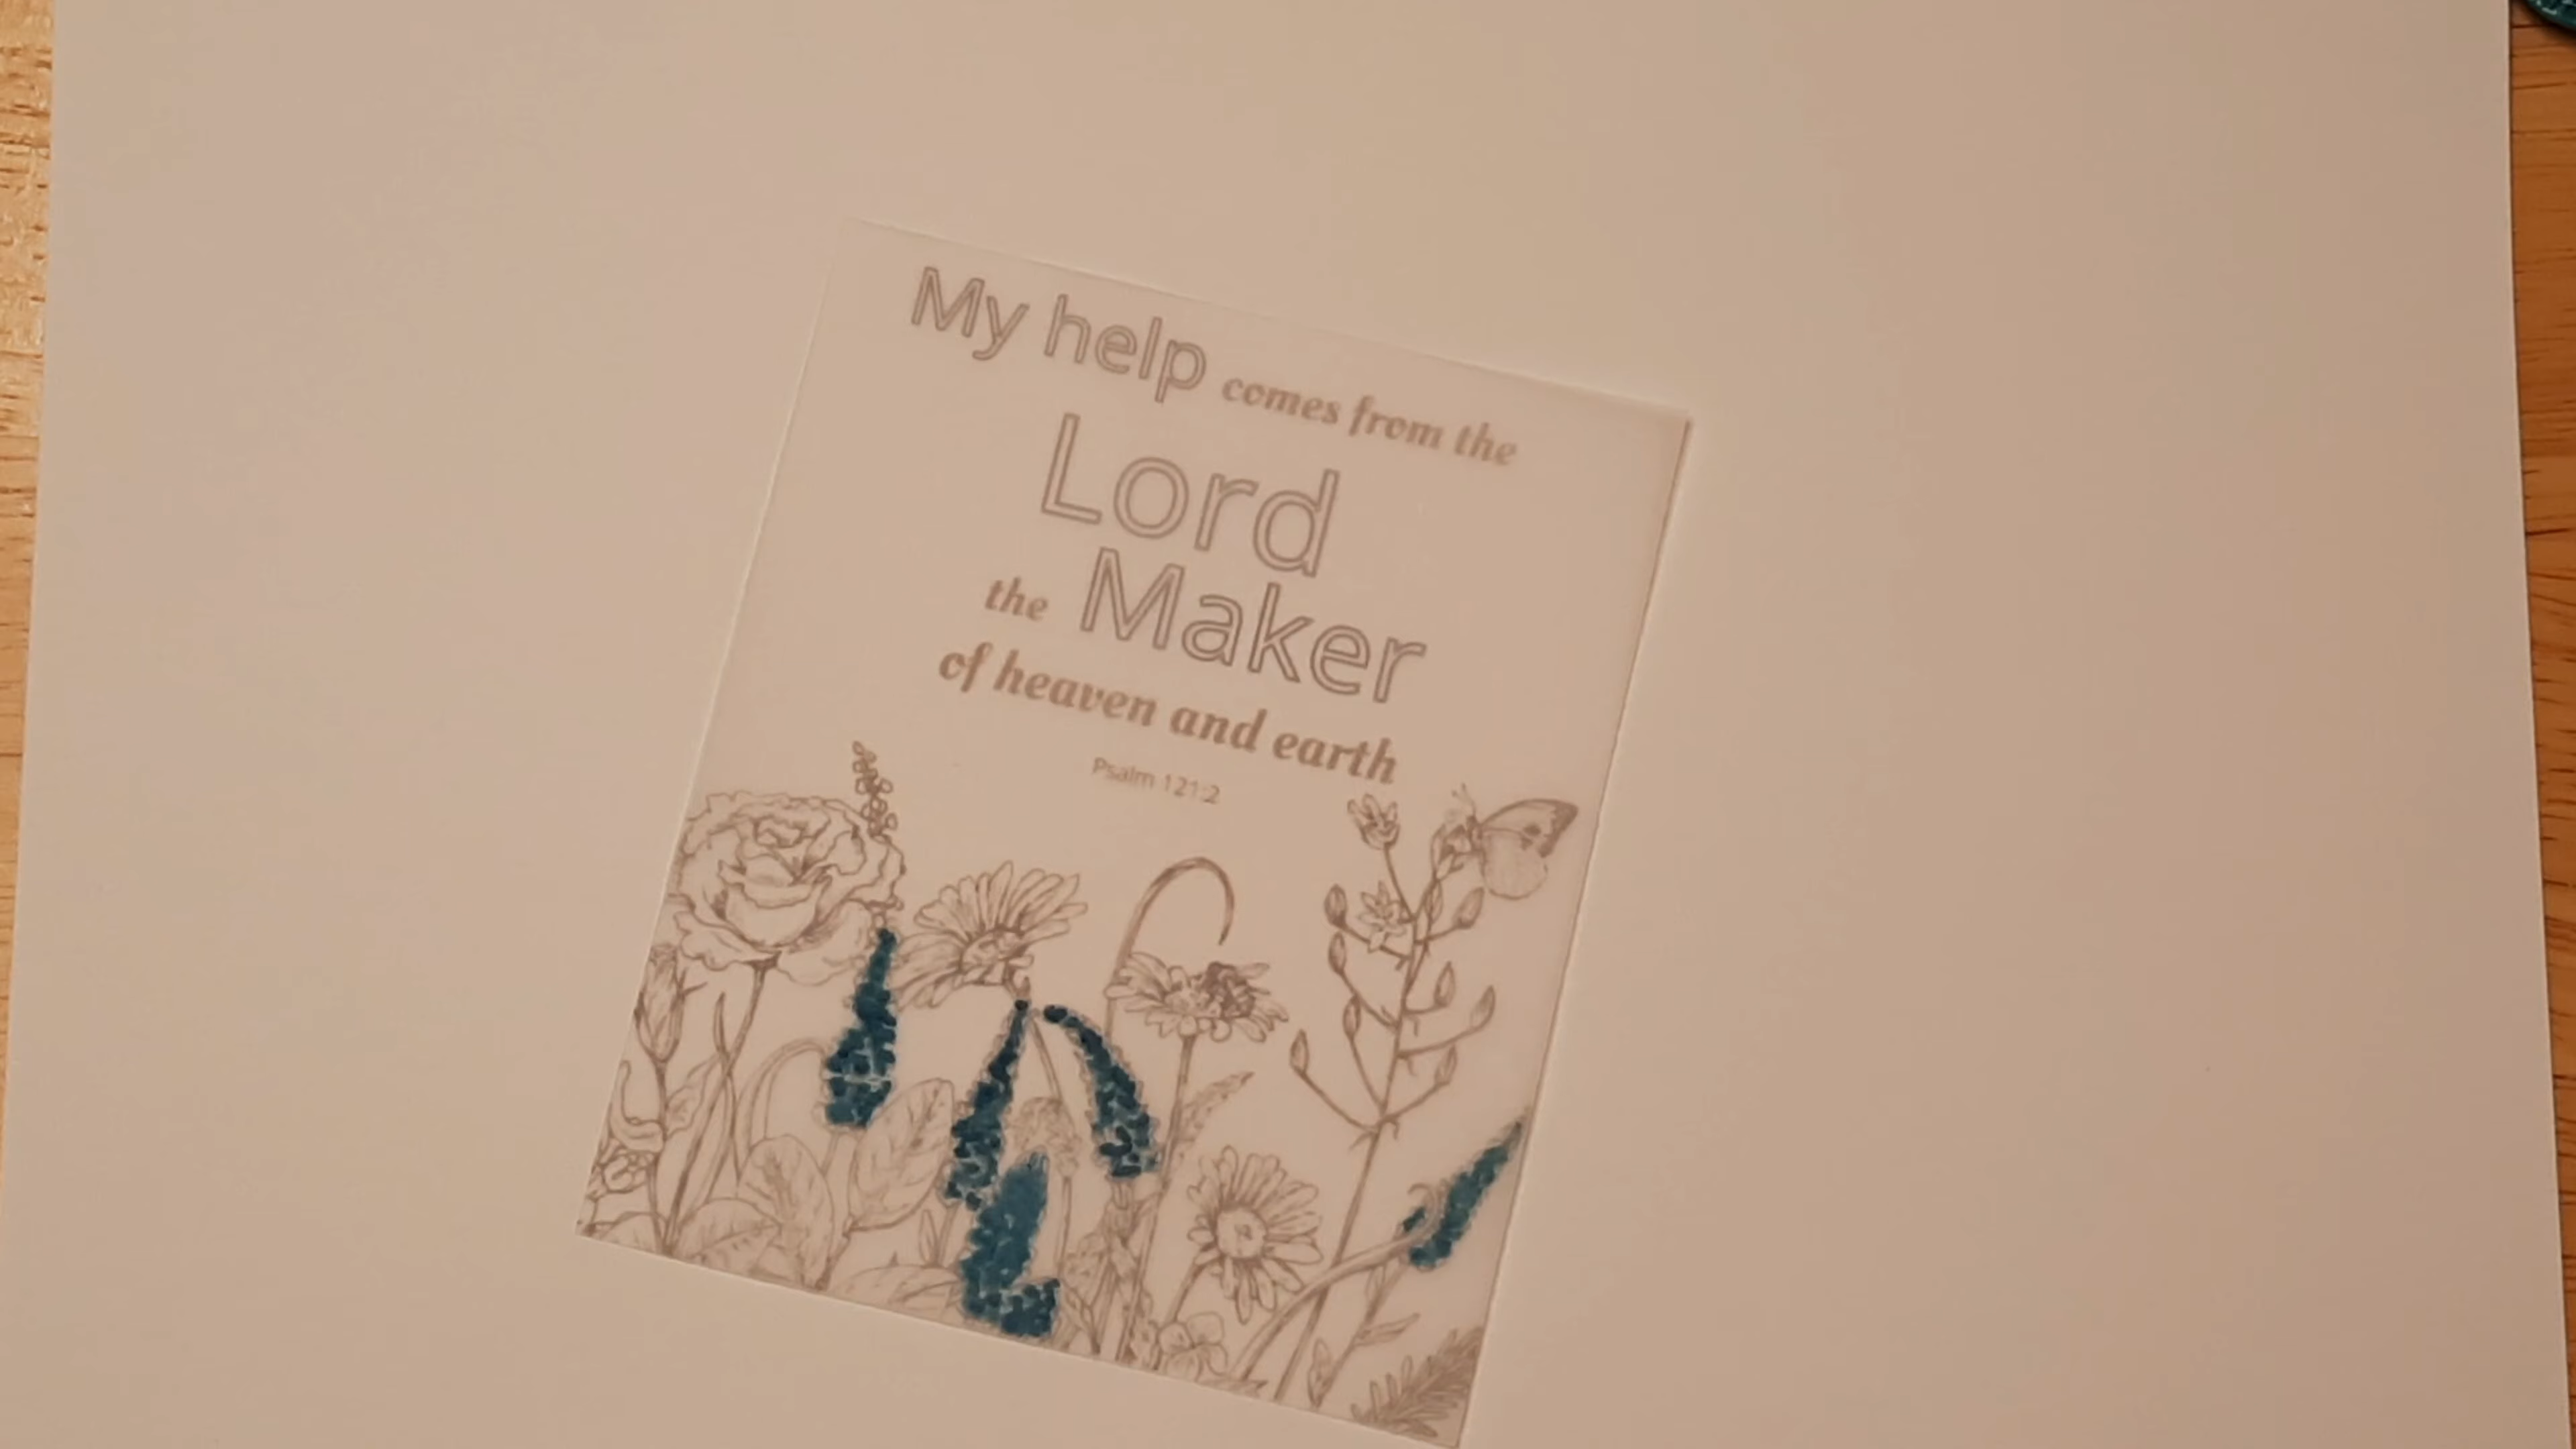 My help comes from the
Lord
the Maker
of heaven and earth
Psalm 121:2